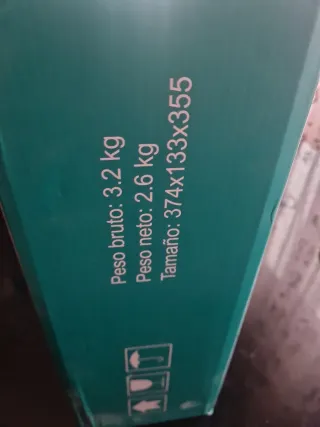 Peso bruto: 3.2 kg
Peso neto: 2.6 kg
Tamaño: 374x133x355